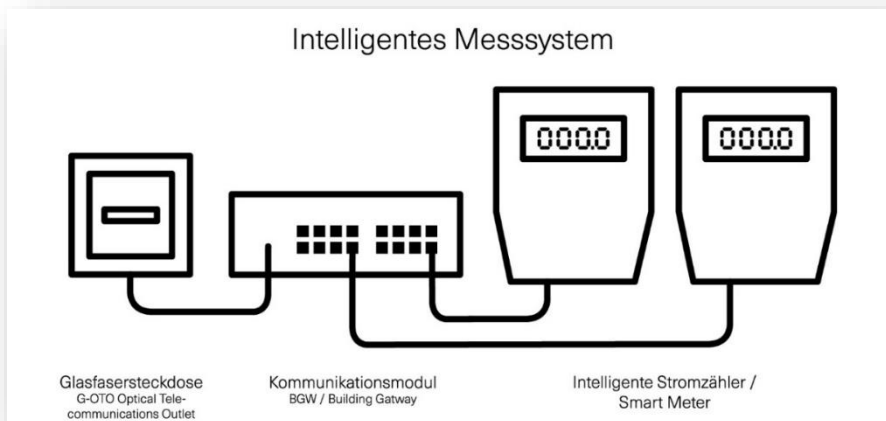 Intelligentes Messsystem
000.0
000.0
Glasfasersteckdose
G-OTO Optical Tele-
communications Outlet
Kommunikationsmodul
BGW / Building Gatway
Intelligente Stromzähler /
Smart Meter